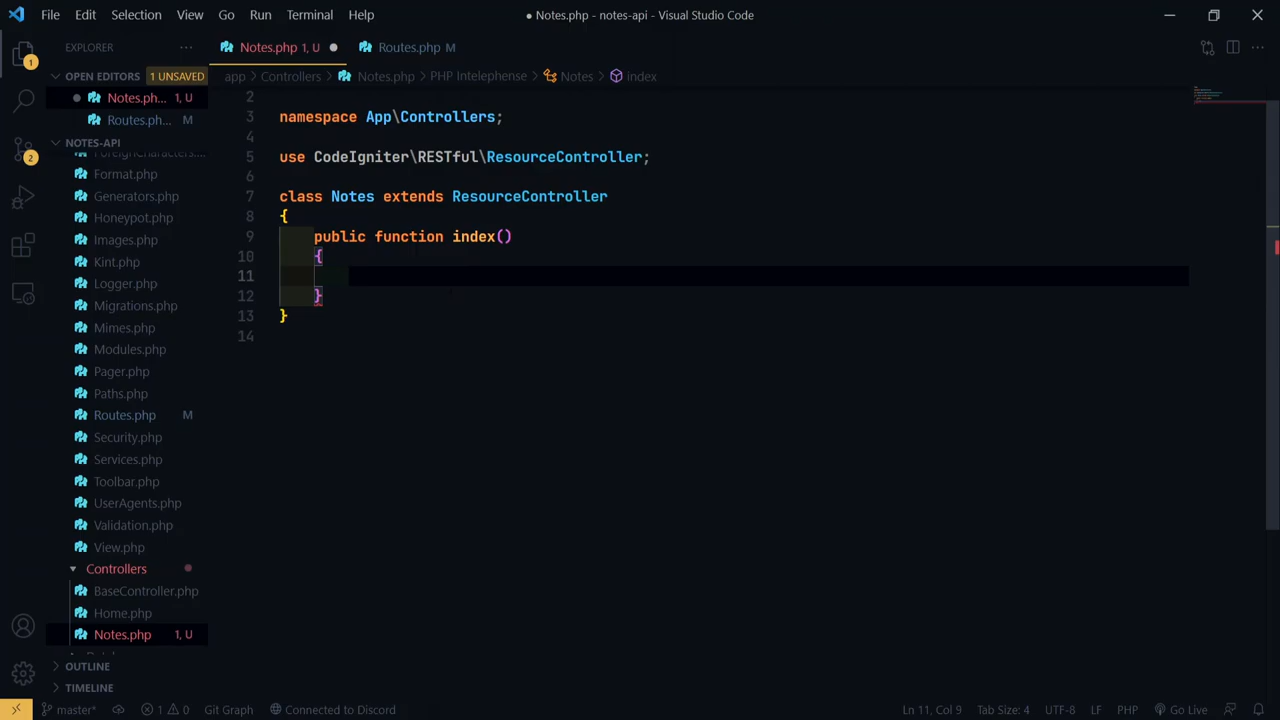 File Edit Selection View Go Run Terminal Help
● Notes.php - notes-api - Visual Studio Code
EXPLORER ...
Notes.php 1, U ●
Routes.php M
OPEN EDITORS 1 UNSAVED
app > Controllers > Notes.php > PHP Intelephense > Notes > index
● Notes.ph... 1, U
Routes.ph... M
NOTES-API
ForeignCharacters....
Format.php
Generators.php
Honeypot.php
Images.php
Kint.php
Logger.php
Migrations.php
Mimes.php
Modules.php
Pager.php
Paths.php
Routes.php M
Security.php
Services.php
Toolbar.php
UserAgents.php
Validation.php
View.php
Controllers
BaseController.php
Home.php
Notes.php 1, U
OUTLINE
TIMELINE
1
2
2
3 namespace App\Controllers;
4
5 use CodeIgniter\RESTful\ResourceController;
6
7 class Notes extends ResourceController
8 {
9 public function index()
10 {
11
12 }
13 }
14
master* 1 0 Git Graph Connected to Discord
Ln 11, Col 9 Tab Size: 4 UTF-8 LF PHP Go Live